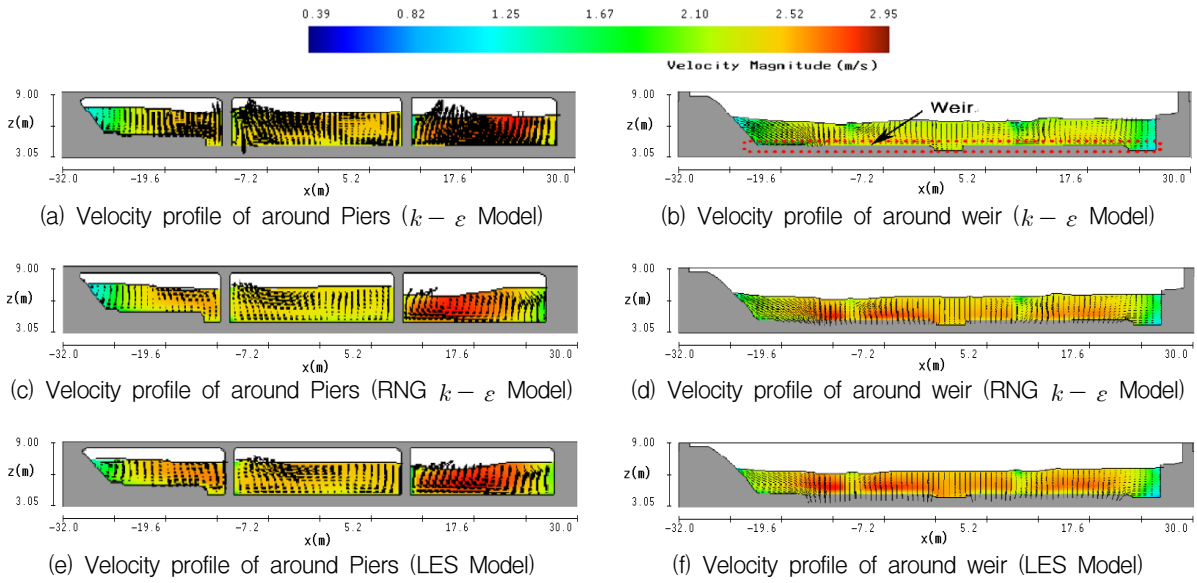 0.39 0.82 1.25 1.67 2.10 2.52 2.95
Velocity Magnitude(m/s)
9.00
z(m)
3.05
-32.0 -19.6 -7.2 5.2 17.6 30.0
x(m)
(a) Velocity profile of around Piers (k − ε Model)
9.00
z(m)
3.05
Weir
-32.0 -19.6 -7.2 5.2 17.6 30.0
x(m)
(b) Velocity profile of around weir (k − ε Model)
9.00
z(m)
3.05
-32.0 -19.6 -7.2 5.2 17.6 30.0
x(m)
(c) Velocity profile of around Piers (RNG k − ε Model)
9.00
z(m)
3.05
-32.0 -19.6 -7.2 5.2 17.6 30.0
x(m)
(d) Velocity profile of around weir (RNG k − ε Model)
9.00
z(m)
3.05
-32.0 -19.6 -7.2 5.2 17.6 30.0
x(m)
(e) Velocity profile of around Piers (LES Model)
9.00
z(m)
3.05
-32.0 -19.6 -7.2 5.2 17.6 30.0
x(m)
(f) Velocity profile of around weir (LES Model)